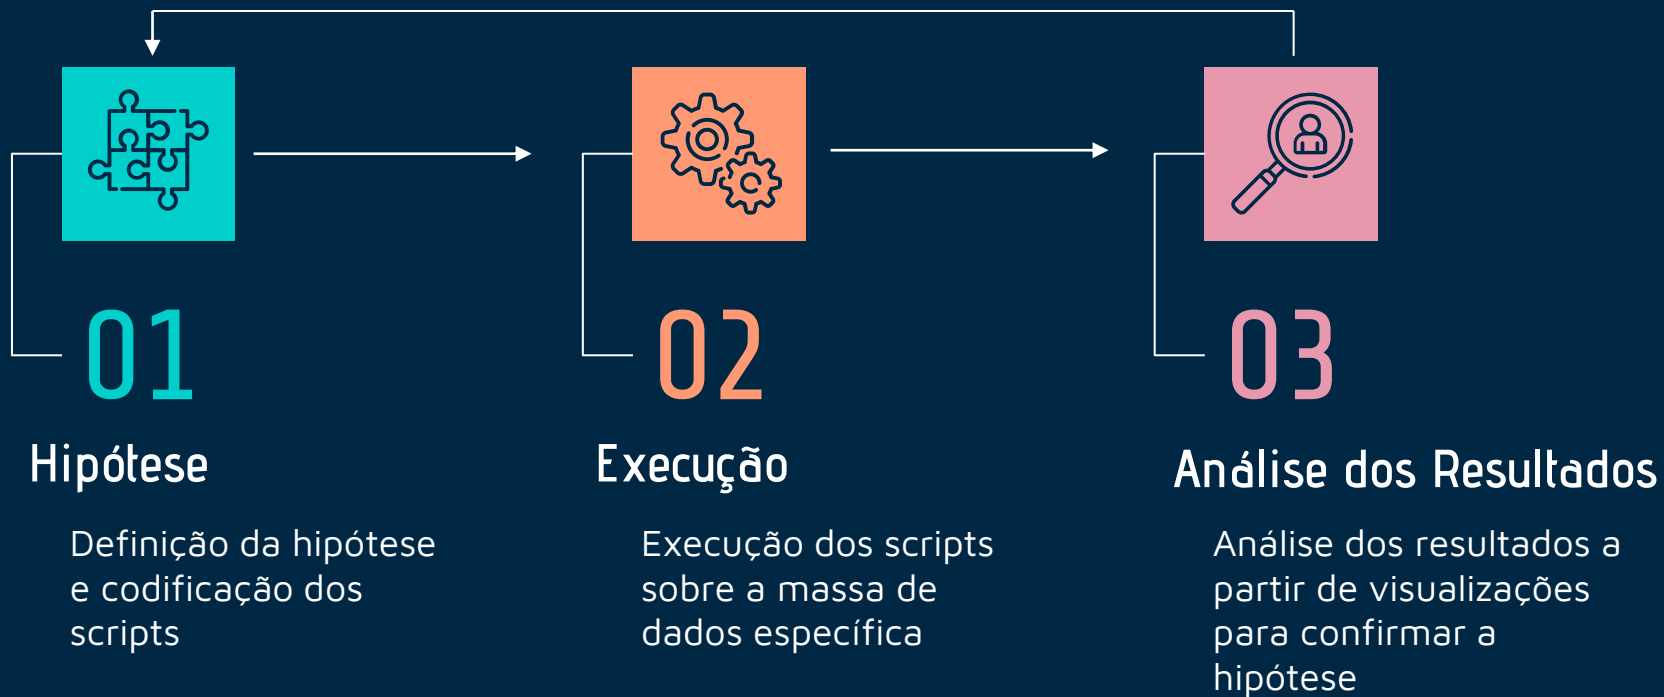 01
Hipótese
Definição da hipótese
e codificação dos
scripts
02
Execução
Execução dos scripts
sobre a massa de
dados específica
03
Análise dos Resultados
Análise dos resultados a
partir de visualizações
para confirmar a
hipótese